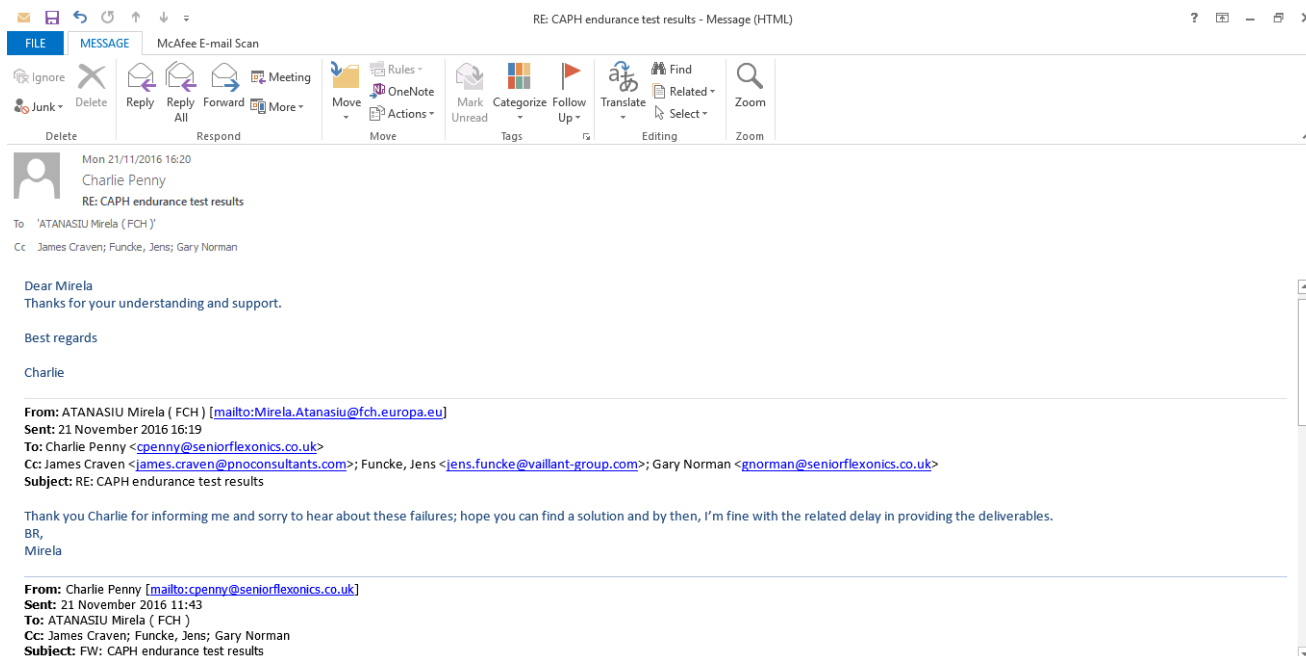 RE: CAPH endurance test results - Message (HTML)
?
FILE MESSAGE McAfee E-mail Scan
Ignore
Junk
Delete
Reply
Reply All
Forward
Meeting
More
Move
Rules
OneNote
Actions
Mark Unread
Categorize
Follow Up
Translate
Find
Related
Select
Zoom
Delete Respond Move Tags Editing Zoom
Mon 21/11/2016 16:20
Charlie Penny
RE: CAPH endurance test results
To 'ATANASIU Mirela ( FCH )'
Cc James Craven; Funcke, Jens; Gary Norman
Dear Mirela
Thanks for your understanding and support.
Best regards
Charlie
From: ATANASIU Mirela ( FCH ) [mailto:Mirela.Atanasiu@fch.europa.eu]
Sent: 21 November 2016 16:19
To: Charlie Penny <cpenny@seniorflexonics.co.uk>
Cc: James Craven <james.craven@pnoconsultants.com>; Funcke, Jens <jens.funcke@vaillant-group.com>; Gary Norman <gnorman@seniorflexonics.co.uk>
Subject: RE: CAPH endurance test results
Thank you Charlie for informing me and sorry to hear about these failures; hope you can find a solution and by then, I'm fine with the related delay in providing the deliverables.
BR,
Mirela
From: Charlie Penny [mailto:cpenny@seniorflexonics.co.uk]
Sent: 21 November 2016 11:43
To: ATANASIU Mirela ( FCH )
Cc: James Craven; Funcke, Jens; Gary Norman
Subject: FW: CAPH endurance test results